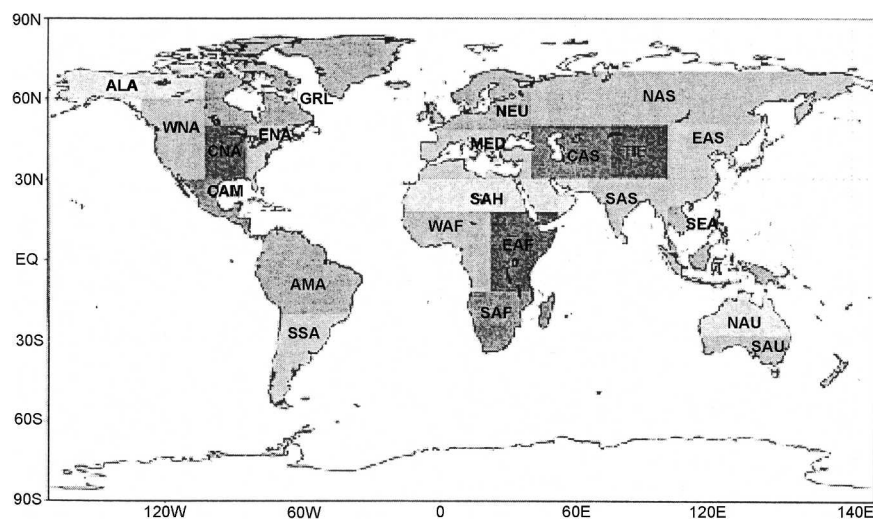 90N
ALA
60N
GRL
NEU
NAS
WNA
ENA
EAS
CNA
MED
CAS
TIB
30N
CAM
SAH
SAS
WAF
SEA
EAF
EQ
AMA
SAF
NAU
SSA
30S
SAU
60S
90S
120W
60W
0
60E
120E
140E